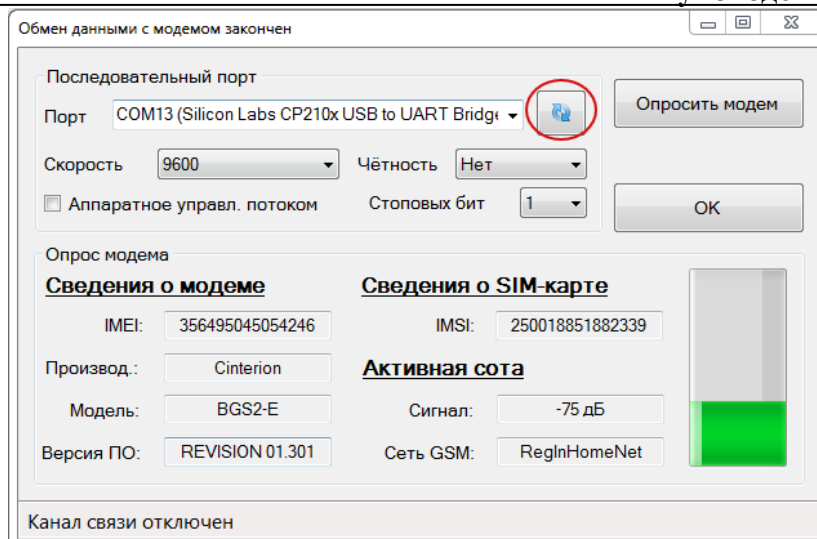 Обмен данными с модемом закончен
Последовательный порт
Порт COM13 (Silicon Labs CP210x USB to UART Bridge
Опросить модем
Скорость 9600 Чётность Нет
Аппаратное управл. потоком Стоповых бит 1 OK
Опрос модема
Сведения о модеме Сведения о SIM-карте
IMEI: 356495045054246 IMSI: 250018851882339
Производ.: Cinterion Активная сота
Модель: BGS2-E Сигнал: -75 дБ
Версия ПО: REVISION 01.301 Сеть GSM: RegInHomeNet
Канал связи отключен